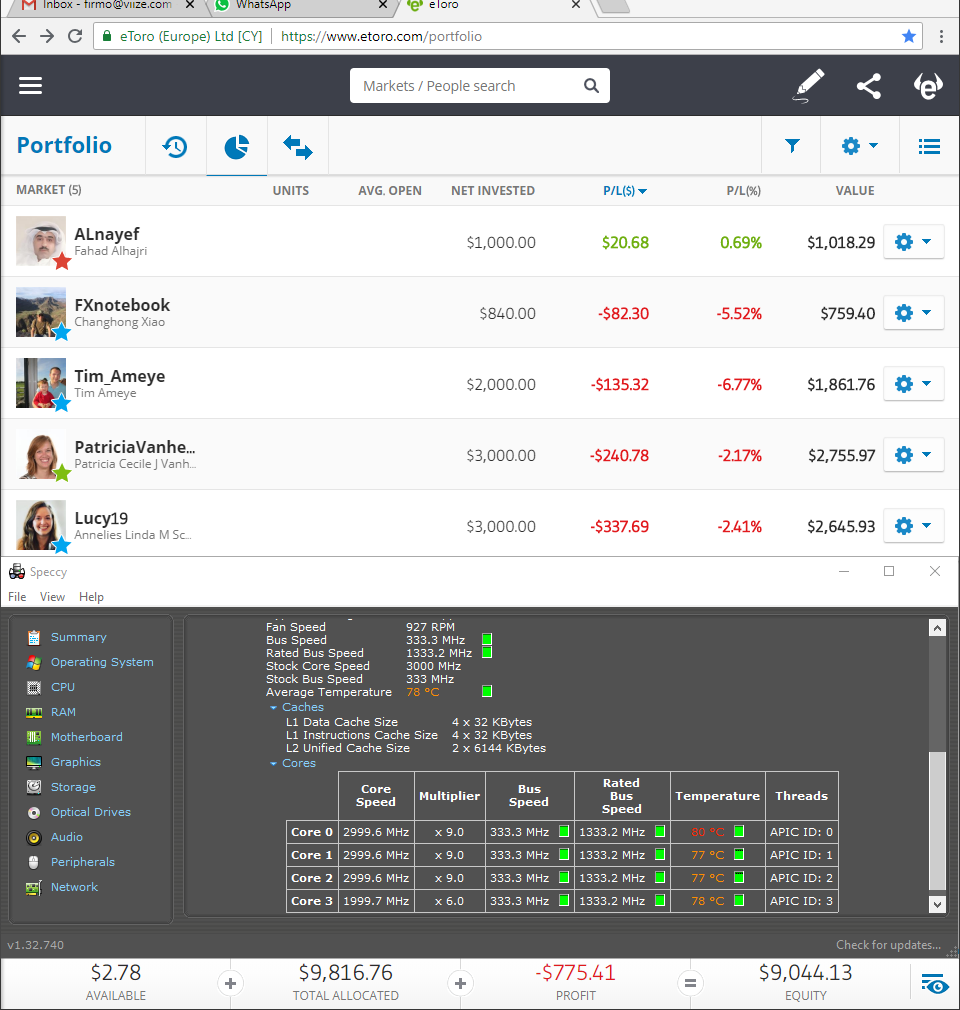 Inbox - firmo@viize.com
WhatsApp
eToro
eToro (Europe) Ltd [CY] https://www.etoro.com/portfolio
Markets / People search
Portfolio
MARKET (5) UNITS AVG. OPEN NET INVESTED P/L($) P/L(%) VALUE
ALnayef
Fahad Alhajri
$1,000.00 $20.68 0.69% $1,018.29
FXnotebook
Changhong Xiao
$840.00 -$82.30 -5.52% $759.40
Tim_Ameye
Tim Ameye
$2,000.00 -$135.32 -6.77% $1,861.76
PatriciaVanhe...
Patricia Cecile J Vanh...
$3,000.00 -$240.78 -2.17% $2,755.97
Lucy19
Annelies Linda M Sc...
$3,000.00 -$337.69 -2.41% $2,645.93
Speccy
File View Help
Summary
Operating System
CPU
RAM
Motherboard
Graphics
Storage
Optical Drives
Audio
Peripherals
Network
Fan Speed 927 RPM
Bus Speed 333.3 MHz
Rated Bus Speed 1333.2 MHz
Stock Core Speed 3000 MHz
Stock Bus Speed 333 MHz
Average Temperature 78 °C
Caches
L1 Data Cache Size 4 x 32 KBytes
L1 Instructions Cache Size 4 x 32 KBytes
L2 Unified Cache Size 2 x 6144 KBytes
Cores
Core Speed Multiplier Bus Speed Rated Bus Speed Temperature Threads
Core 0 2999.6 MHz x 9.0 333.3 MHz 1333.2 MHz 80 °C APIC ID: 0
Core 1 2999.6 MHz x 9.0 333.3 MHz 1333.2 MHz 77 °C APIC ID: 1
Core 2 2999.6 MHz x 9.0 333.3 MHz 1333.2 MHz 77 °C APIC ID: 2
Core 3 1999.7 MHz x 6.0 333.3 MHz 1333.2 MHz 78 °C APIC ID: 3
v1.32.740 Check for updates...
$2.78 + $9,816.76 + -$775.41 = $9,044.13
AVAILABLE TOTAL ALLOCATED PROFIT EQUITY